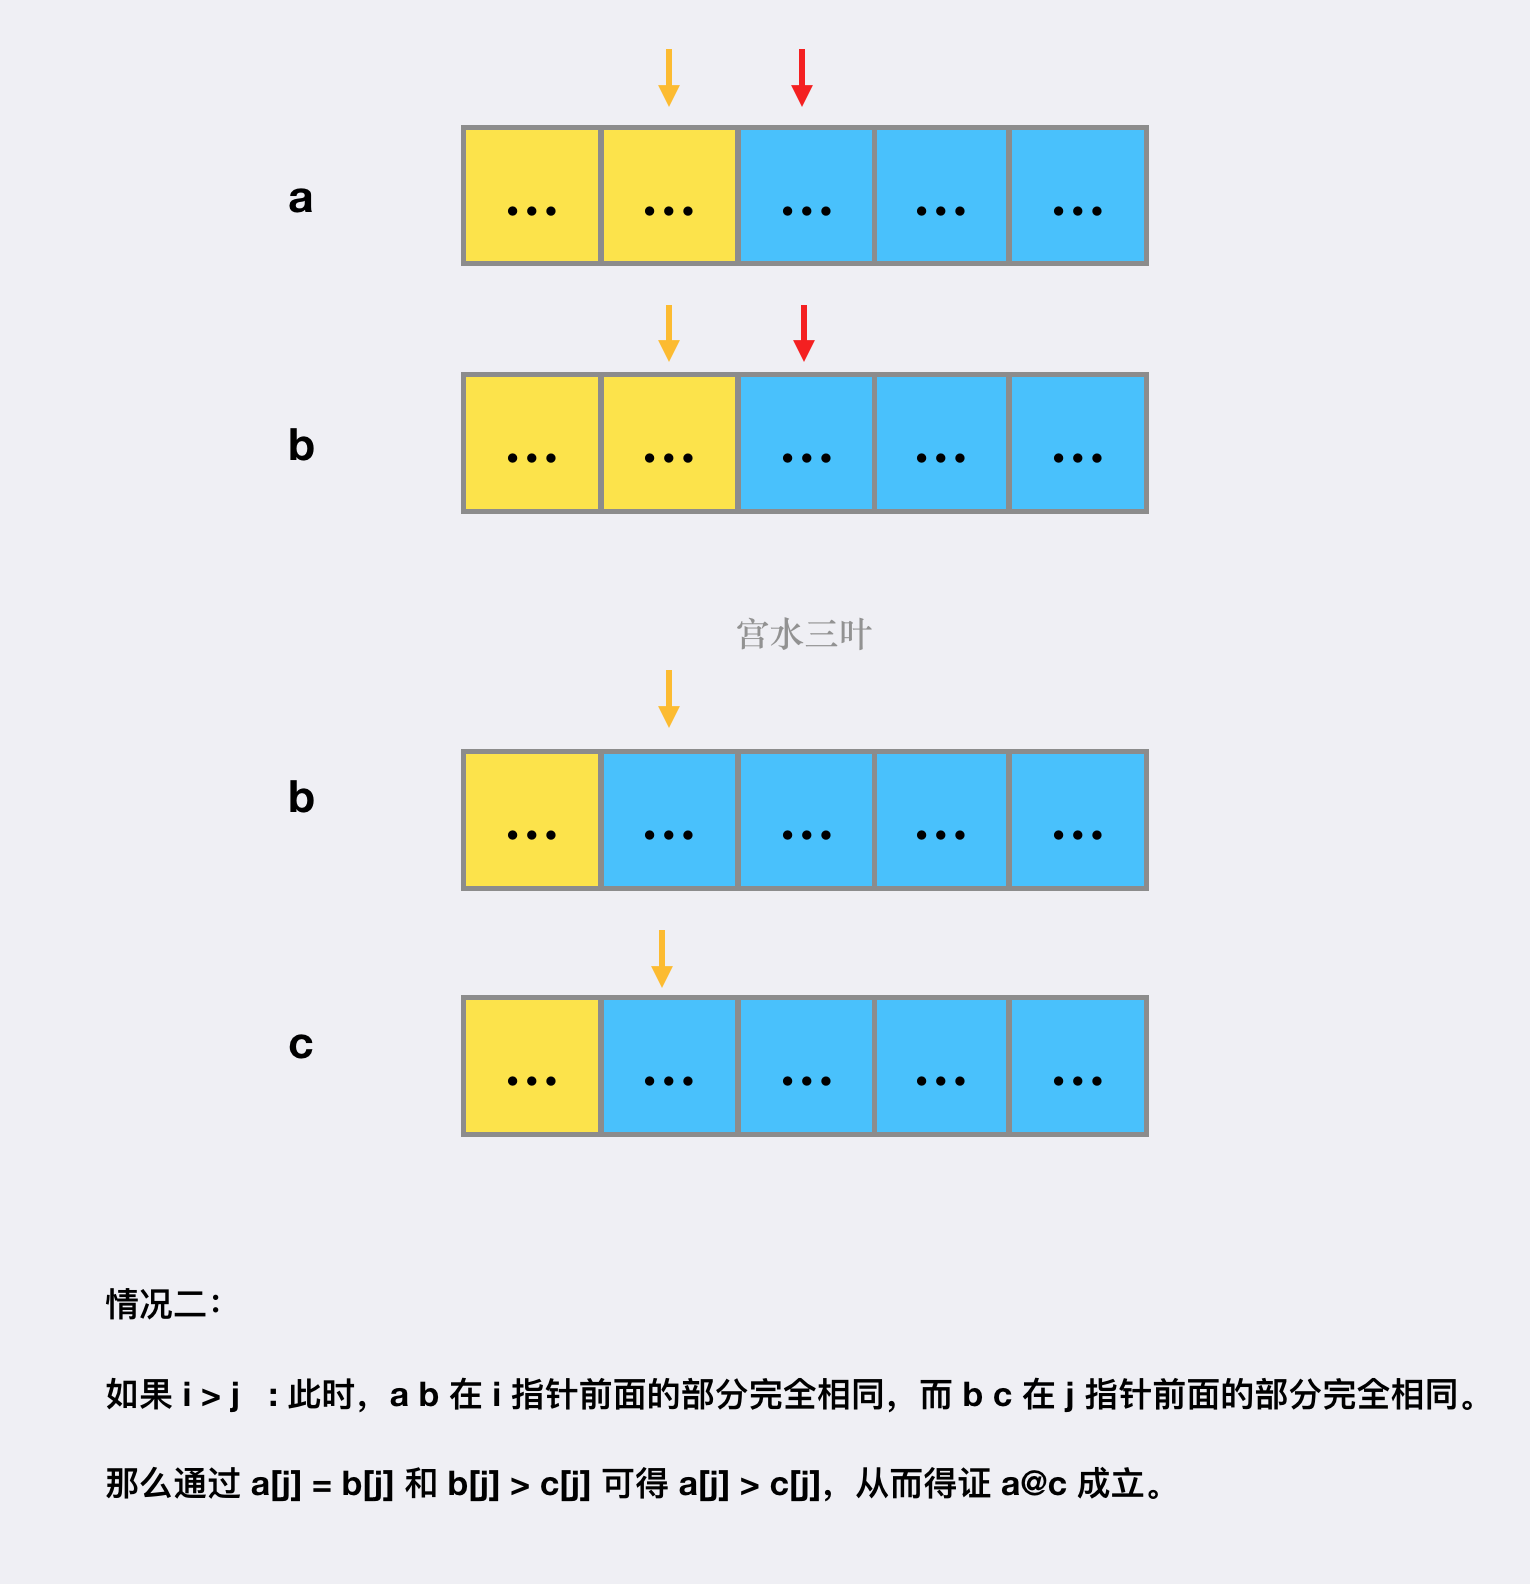 a
...
...
...
...
...
b
...
...
...
...
...
宫水三叶
b
...
...
...
...
...
c
...
...
...
...
...
情况二：
如果 i > j ：此时，a b 在 i 指针前面的部分完全相同，而 b c 在 j 指针前面的部分完全相同。
那么通过 a[j] = b[j] 和 b[j] > c[j] 可得 a[j] > c[j]，从而得证 a@c 成立。